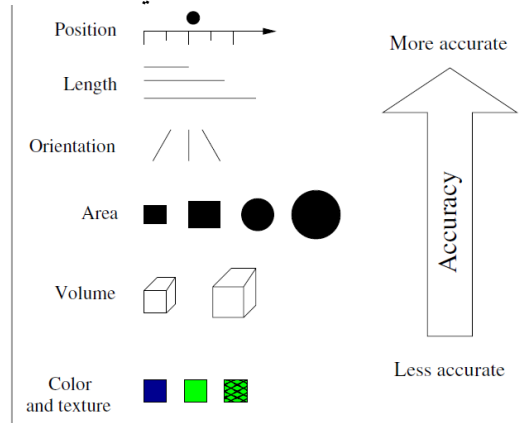 Position
Length
Orientation
Area
Volume
Color
and texture
More accurate
Accuracy
Less accurate